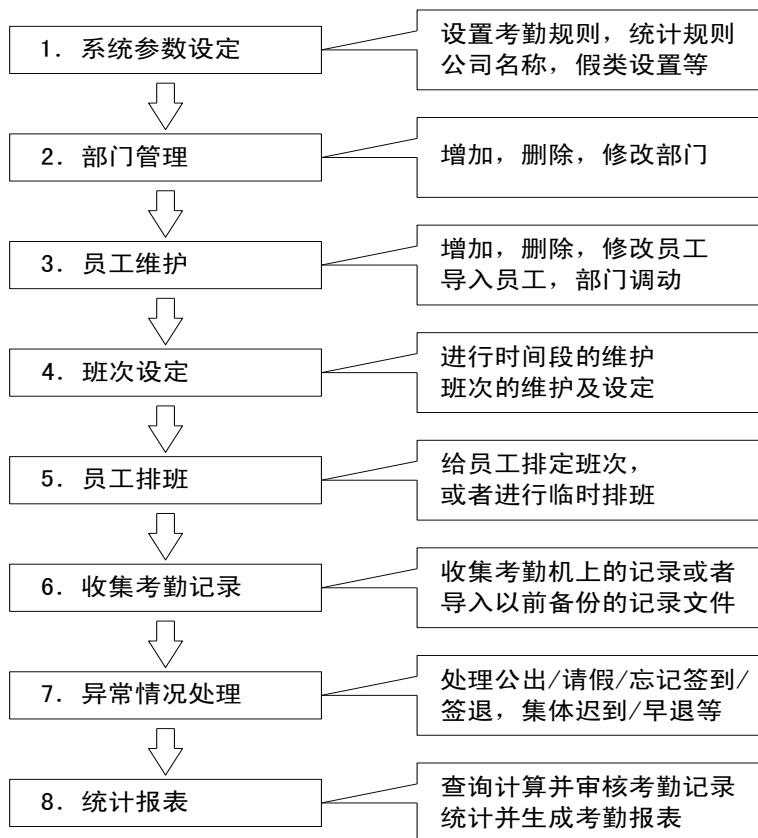 1. 系统参数设定
设置考勤规则，统计规则
公司名称，假类设置等
2. 部门管理
增加，删除，修改部门
3. 员工维护
增加，删除，修改员工
导入员工，部门调动
4. 班次设定
进行时间段的维护
班次的维护及设定
5. 员工排班
给员工排定班次，
或者进行临时排班
6. 收集考勤记录
收集考勤机上的记录或者
导入以前备份的记录文件
7. 异常情况处理
处理公出/请假/忘记签到/
签退，集体迟到/早退等
8. 统计报表
查询计算并审核考勤记录
统计并生成考勤报表